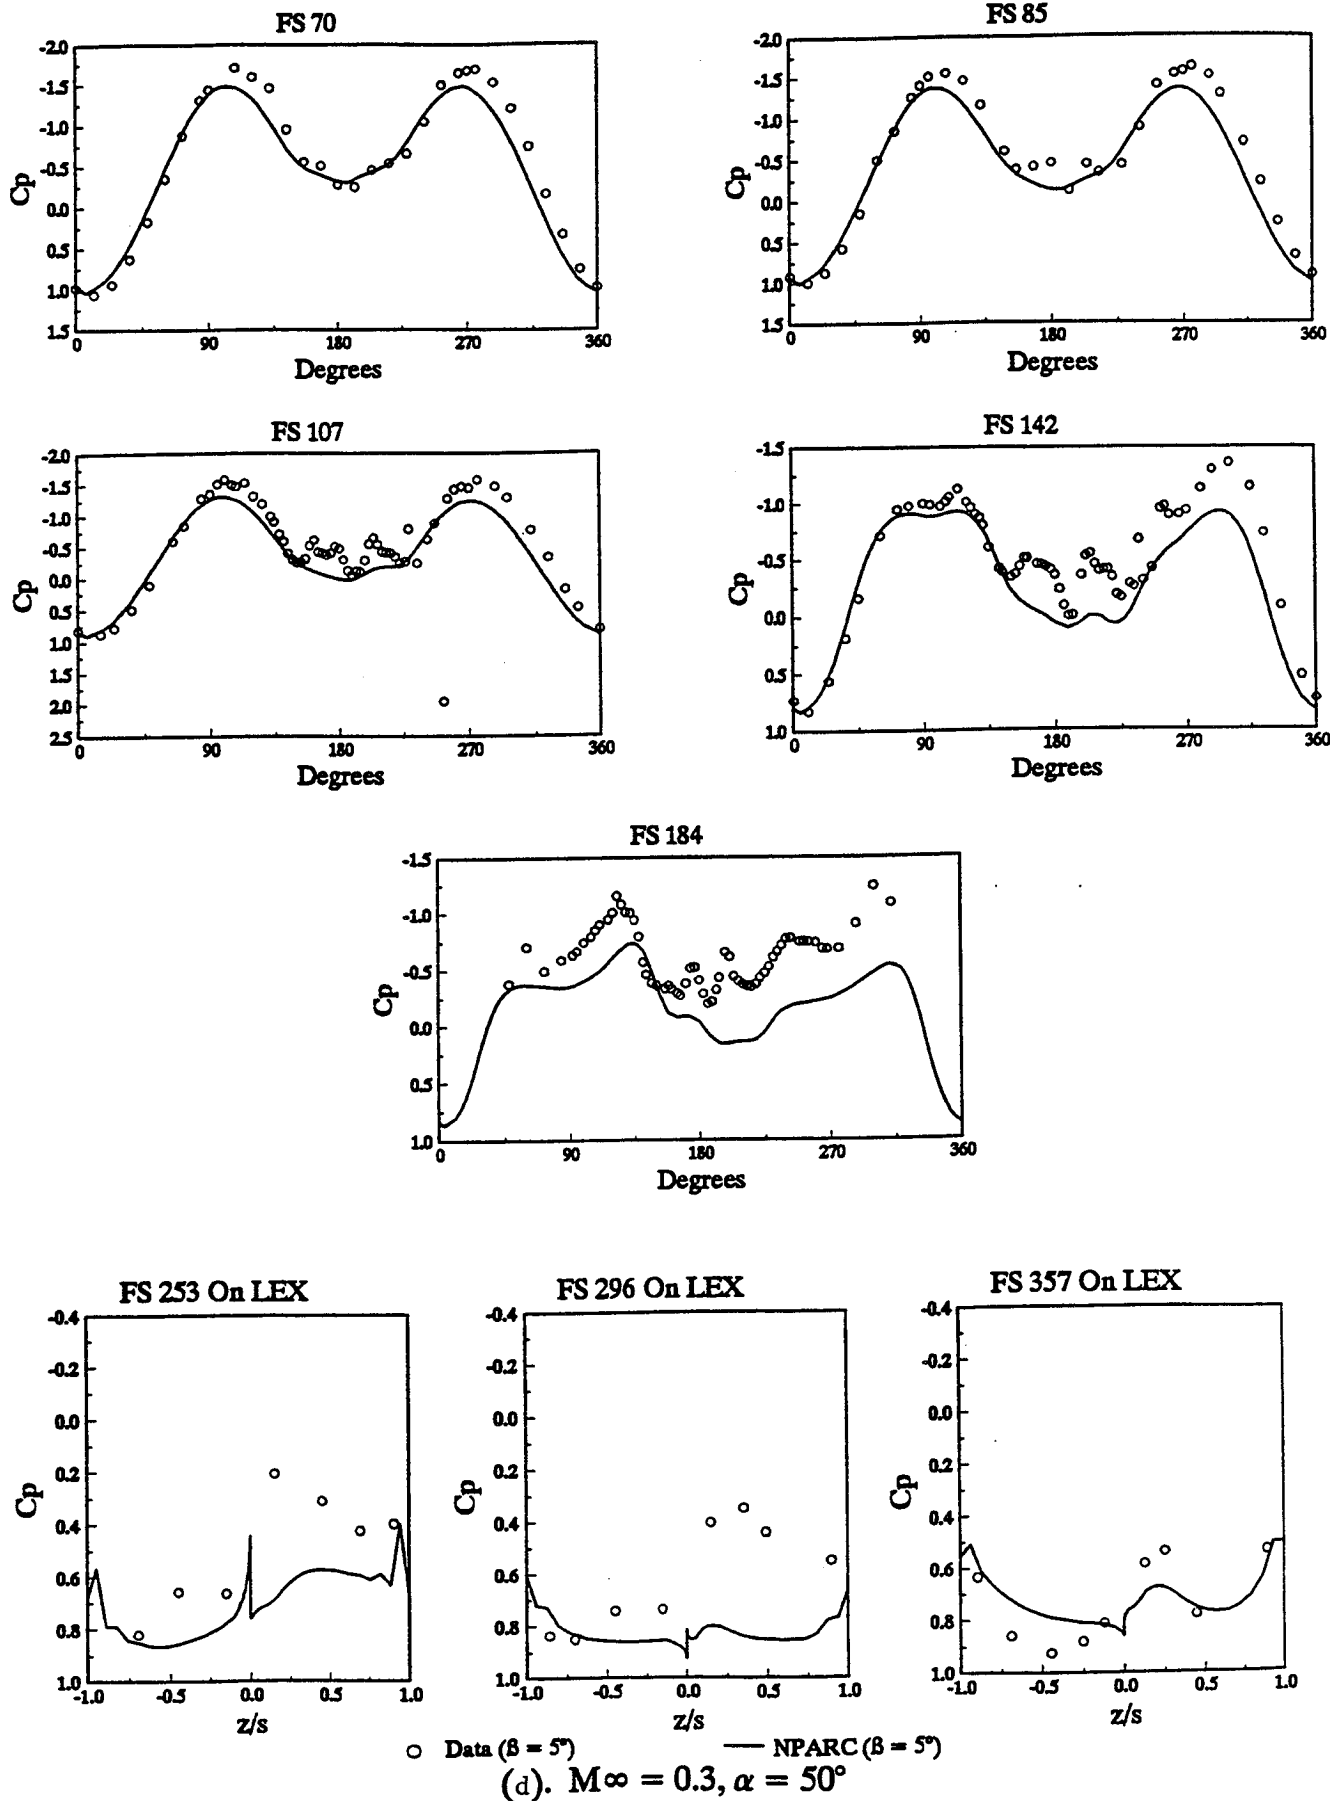 FS 70
-2.0
-1.5
-1.0
-0.5
0.0
0.5
1.0
1.5
Cp
0 90 180 270 360
Degrees
FS 85
-2.0
-1.5
-1.0
-0.5
0.0
0.5
1.0
1.5
Cp
0 90 180 270 360
Degrees
FS 107
-2.0
-1.5
-1.0
-0.5
0.0
0.5
1.0
1.5
2.0
2.5
Cp
0 90 180 270 360
Degrees
FS 142
-1.5
-1.0
-0.5
0.0
0.5
1.0
Cp
0 90 180 270 360
Degrees
FS 184
-1.5
-1.0
-0.5
0.0
0.5
1.0
Cp
0 90 180 270 360
Degrees
FS 253 On LEX
-0.4
-0.2
0.0
0.2
0.4
0.6
0.8
1.0
Cp
-1.0 -0.5 0.0 0.5 1.0
z/s
FS 296 On LEX
-0.4
-0.2
0.0
0.2
0.4
0.6
0.8
1.0
Cp
-1.0 -0.5 0.0 0.5 1.0
z/s
FS 357 On LEX
-0.4
-0.2
0.0
0.2
0.4
0.6
0.8
1.0
Cp
-1.0 -0.5 0.0 0.5 1.0
z/s
Data (ß = 5°) NPARC (ß = 5°)
(d). M∞ = 0.3, α = 50°